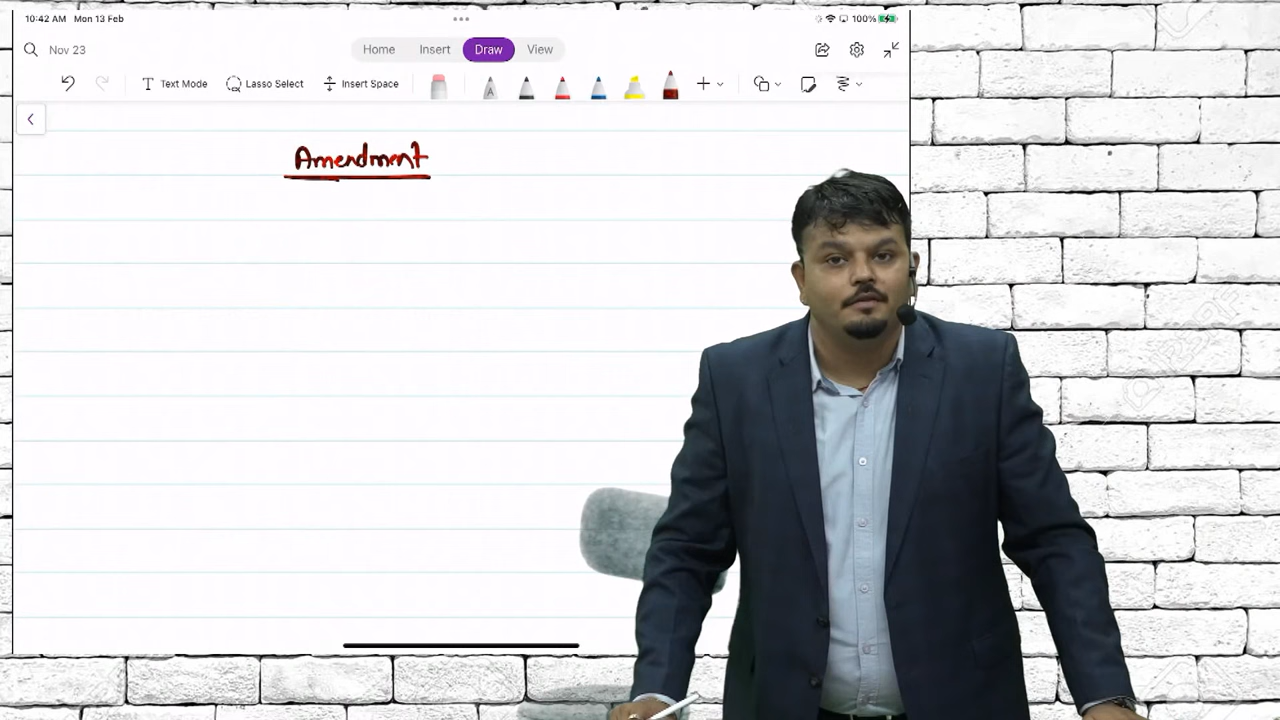 10:42 AM Mon 13 Feb
100%
Nov 23
Home Insert Draw View
Text Mode Lasso Select Insert Space
A
Amendment